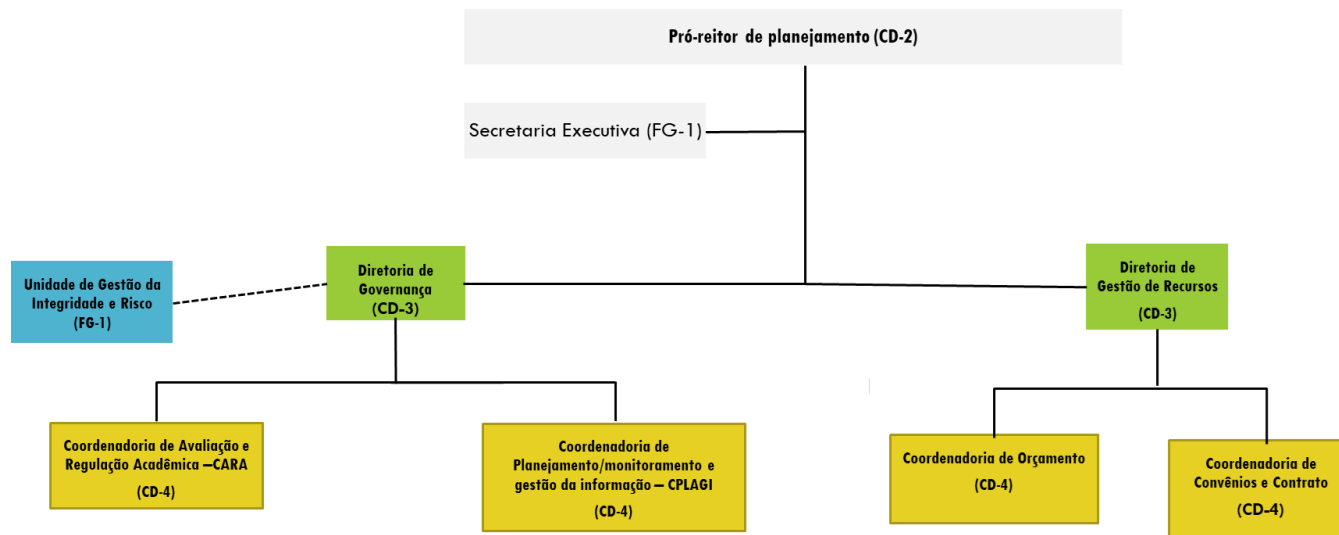 Pró-reitor de planejamento (CD-2)
Secretaria Executiva (FG-1)
Unidade de Gestão da
Integridade e Risco
(FG-1)
Diretoria de
Governança
(CD-3)
Diretoria de
Gestão de Recursos
(CD-3)
Coordenadoria de Avaliação e
Regulação Acadêmica –CARA
(CD-4)
Coordenadoria de
Planejamento/monitoramento e
gestão da informação – CPLAGI
(CD-4)
Coordenadoria de Orçamento
(CD-4)
Coordenadoria de
Convênios e Contrato
(CD-4)